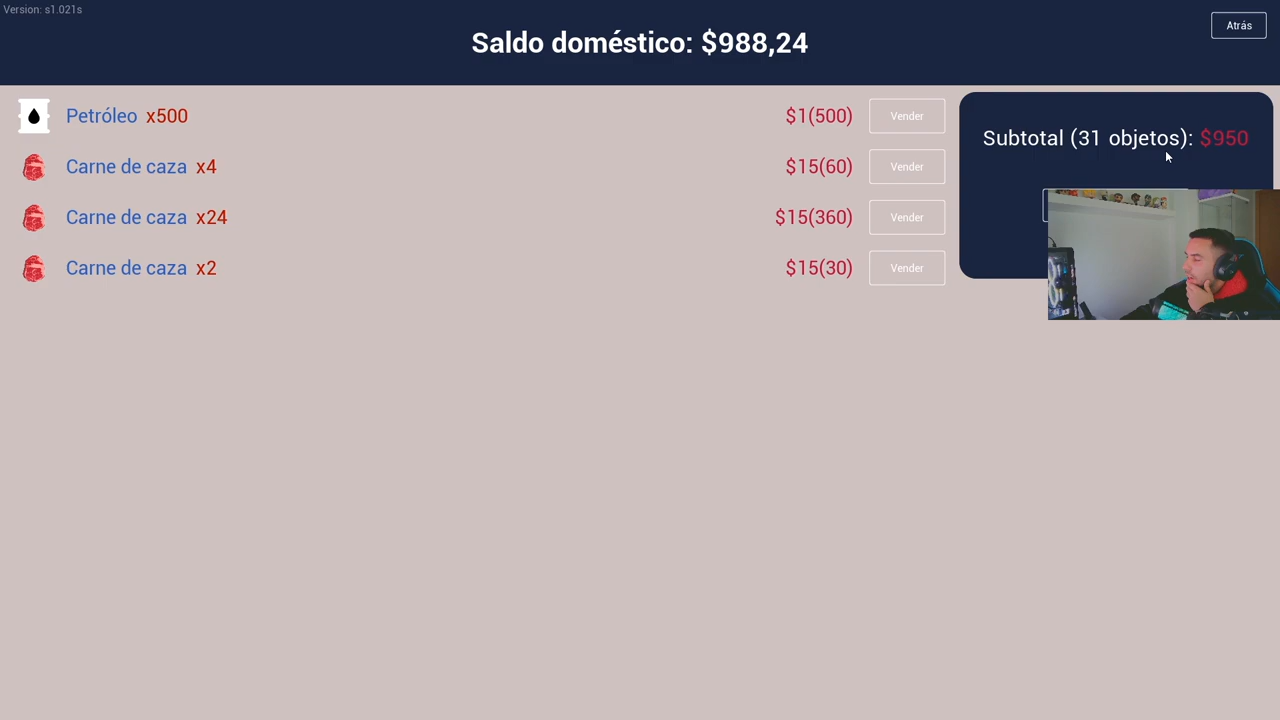 Version: s1.021s
Saldo doméstico: $988,24
Atrás
Petróleo x500 $1(500) Vender
Carne de caza x4 $15(60) Vender
Carne de caza x24 $15(360) Vender
Carne de caza x2 $15(30) Vender
Subtotal (31 objetos): $950